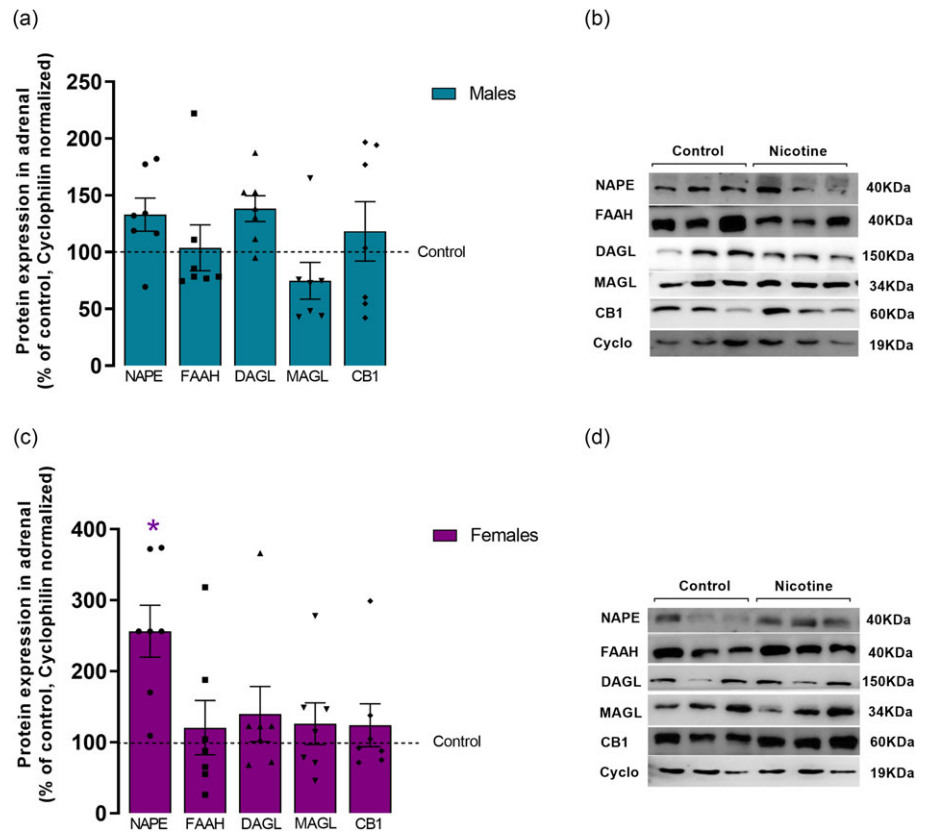 (a)
Protein expression in adrenal
(% of control, Cyclophilin normalized)
250
200
150
100
50
0
Males
Control
NAPE FAAH DAGL MAGL CB1
(b)
Control Nicotine
NAPE 40KDa
FAAH 40KDa
DAGL 150KDa
MAGL 34KDa
CB1 60KDa
Cyclo 19KDa
(c)
Protein expression in adrenal
(% of control, Cyclophilin normalized)
400
300
200
100
0
*
Females
Control
NAPE FAAH DAGL MAGL CB1
(d)
Control Nicotine
NAPE 40KDa
FAAH 40KDa
DAGL 150KDa
MAGL 34KDa
CB1 60KDa
Cyclo 19KDa